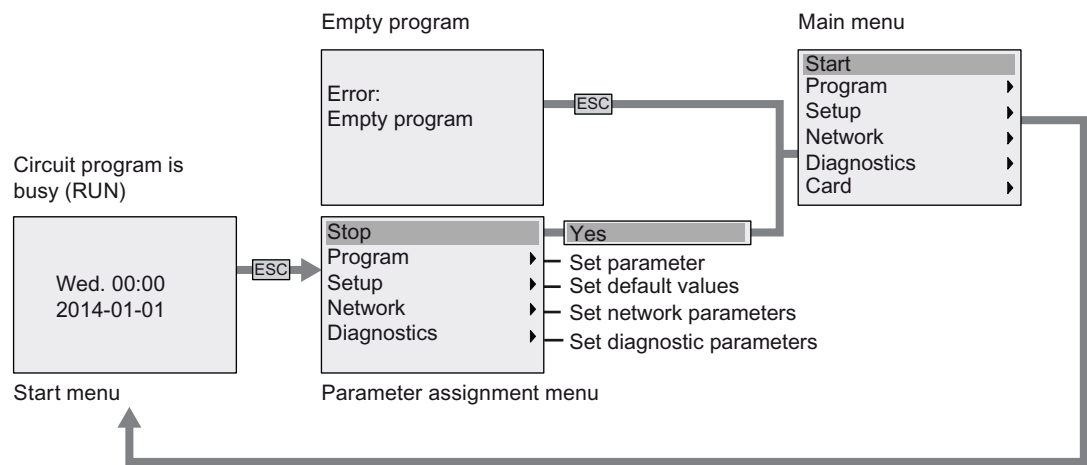 Empty program
Main menu
Error:
Empty program
ESC
Start
Program
Setup
Network
Diagnostics
Card
Circuit program is
busy (RUN)
Wed. 00:00
2014-01-01
ESC
Stop
Program
Setup
Network
Diagnostics
Yes
Set parameter
Set default values
Set network parameters
Set diagnostic parameters
Start menu
Parameter assignment menu